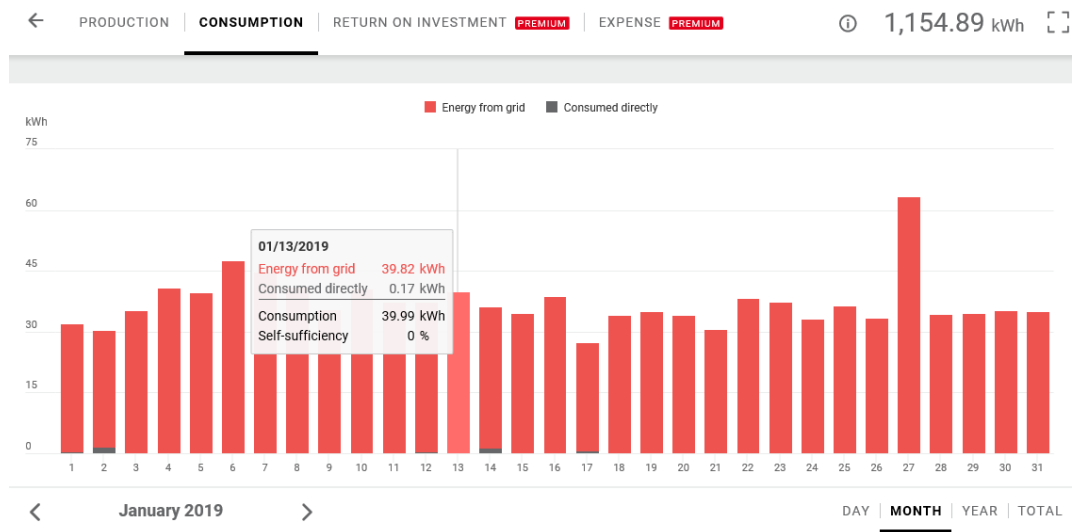 PRODUCTION CONSUMPTION RETURN ON INVESTMENT PREMIUM EXPENSE PREMIUM 1,154.89 kWh
Energy from grid Consumed directly
kWh
75
60
45
30
15
0
01/13/2019
Energy from grid 39.82 kWh
Consumed directly 0.17 kWh
Consumption 39.99 kWh
Self-sufficiency 0 %
1 2 3 4 5 6 7 8 9 10 11 12 13 14 15 16 17 18 19 20 21 22 23 24 25 26 27 28 29 30 31
January 2019 DAY MONTH YEAR TOTAL